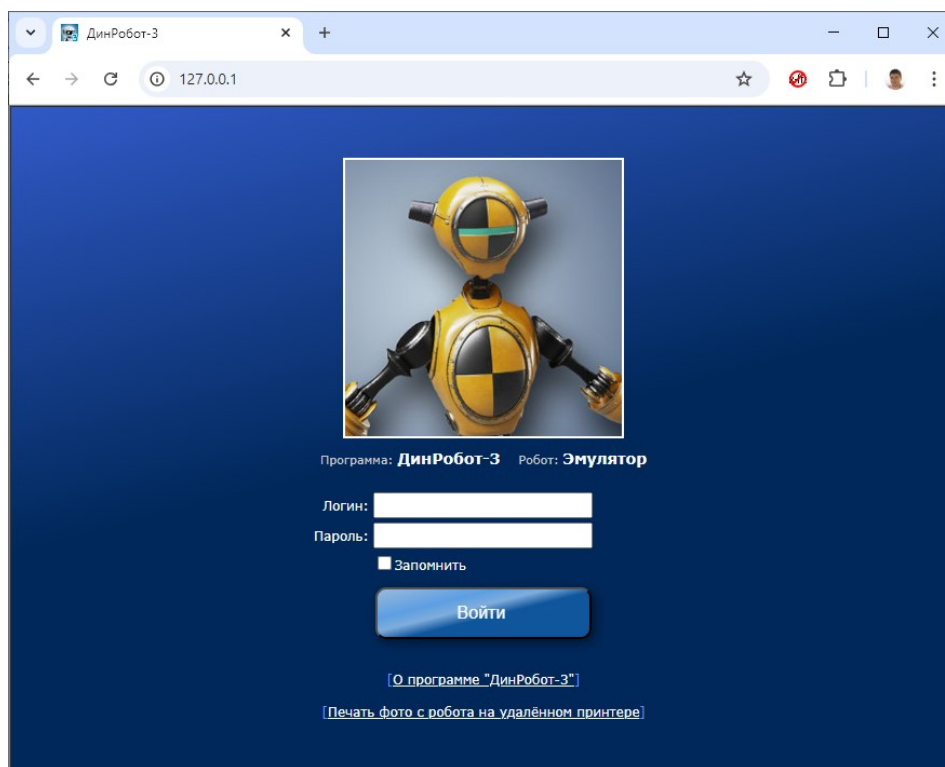 ДинРобот-3
127.0.0.1
Программа: ДинРобот-3 Робот: Эмулятор
Логин:
Пароль:
Запомнить
Войти
[О программе "ДинРобот-3"]
[Печать фото с робота на удалённом принтере]